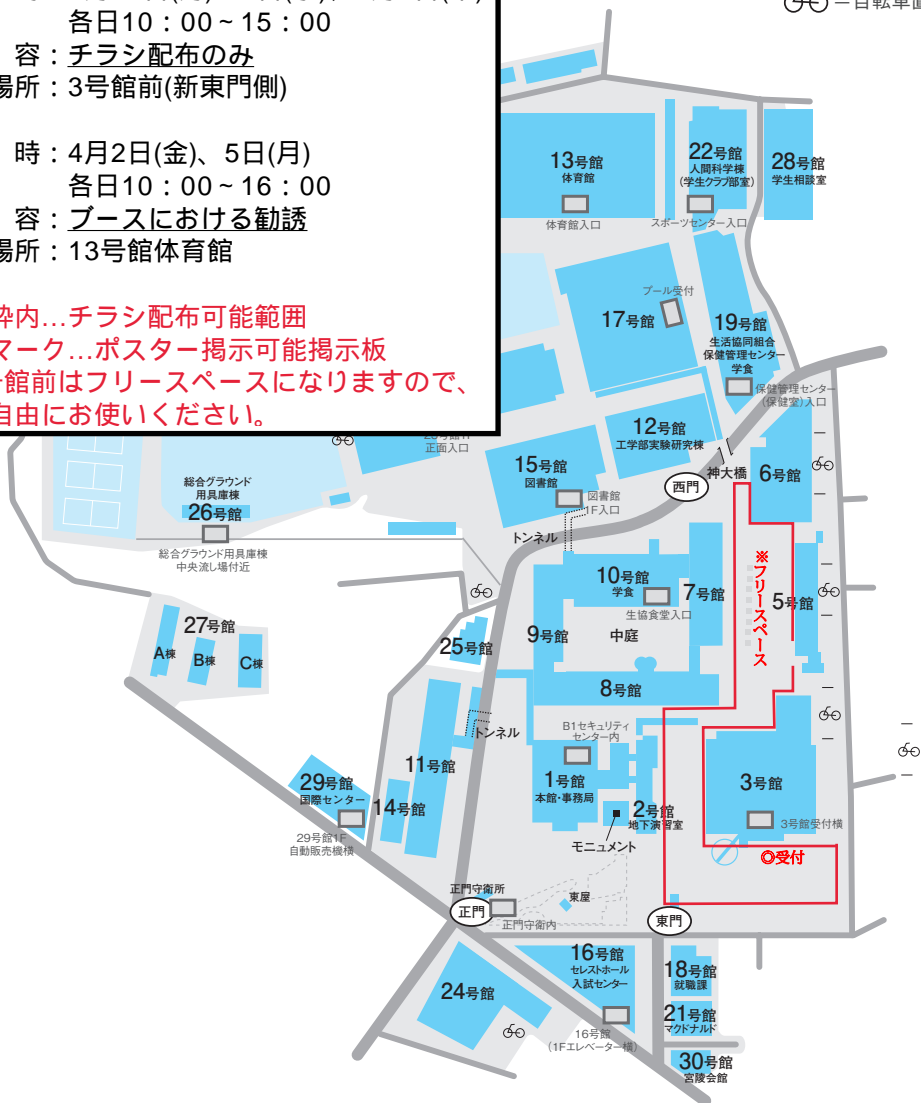 各日10：00～15：00
容：チラシ配布のみ
場所：3号館前(新東門側)
時：4月2日(金)、5日(月)
各日10：00～16：00
容：ブースにおける勧誘
場所：13号館体育館
枠内…チラシ配布可能範囲
マーク…ポスター掲示可能掲示板
館前はフリースペースになりますので、
自由にお使いください。
13号館
体育館
体育館入口
22号館
人間科学棟
(学生クラブ部室)
スポーツセンター入口
28号館
学生相談室
プール受付
17号館
19号館
生活協同組合
保健管理センター
学食
保健管理センター
(保健室)入口
12号館
工学部実験研究棟
正面入口
15号館
図書館
図書館
1F入口
神大橋
6号館
西門
総合グラウンド
用具庫棟
26号館
総合グラウンド用具庫棟
中央流し場付近
トンネル
10号館
学食
生協食堂入口
7号館
※フリースペース
5号館
9号館
中庭
8号館
27号館
A棟
B棟
C棟
25号館
トンネル
11号館
14号館
29号館
国際センター
29号館1F
自動販売機横
B1セキュリティ
センター内
1号館
本館・事務局
2号館
地下演習室
モニュメント
3号館
3号館受付横
◎受付
正門守衛所
正門
正門守衛内
東屋
東門
16号館
セレストホール
入試センター
16号館
(1Fエレベーター横)
24号館
18号館
就職課
21号館
マクドナルド
30号館
宮陵会館